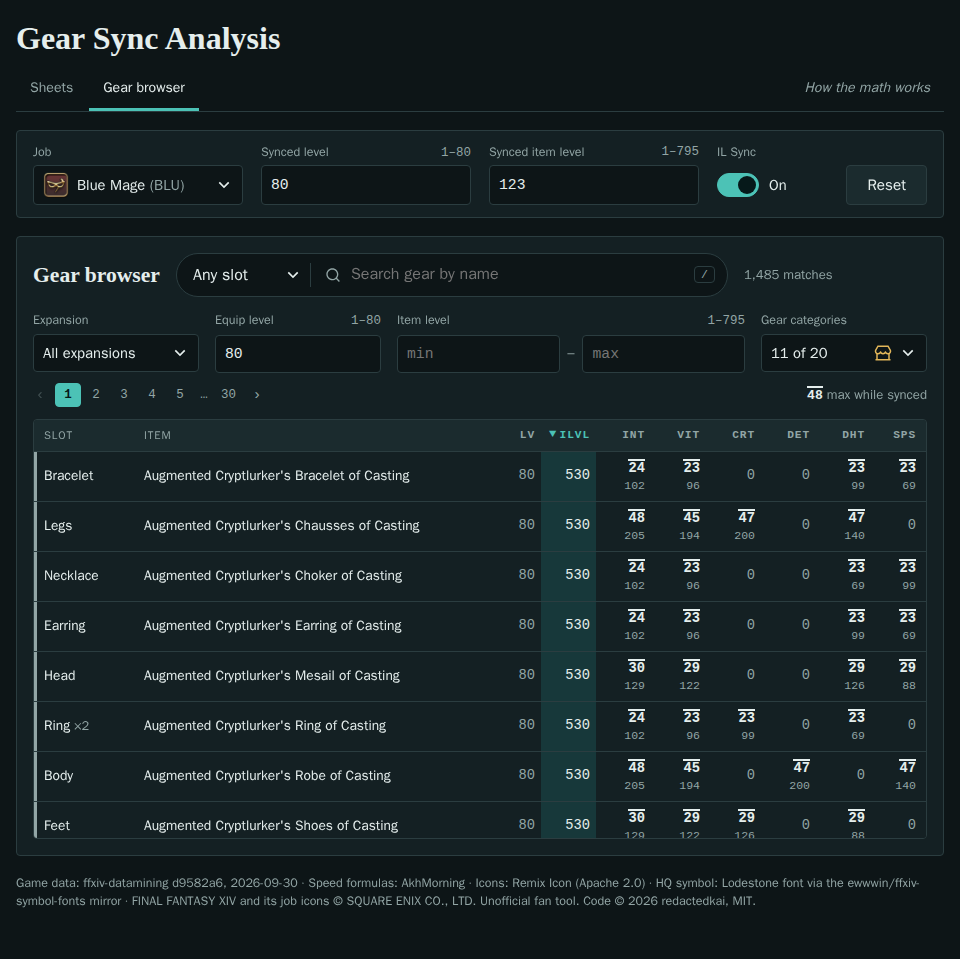 Gear Sync Analysis
Sheets Gear browser How the math works
Job Synced level 1–80 Synced item level 1–795 IL Sync
Blue Mage (BLU) 80 123 On Reset
Gear browser Any slot Search gear by name / 1,485 matches
Expansion Equip level 1–80 Item level 1–795 Gear categories
All expansions 80 min – max 11 of 20
‹ 1 2 3 4 5 … 30 › 48 max while synced
SLOT ITEM LV ▼ILVL INT VIT CRT DET DHT SPS
Bracelet Augmented Cryptlurker's Bracelet of Casting 80 530 24 23 0 0 23 23
102 96 99 69
Legs Augmented Cryptlurker's Chausses of Casting 80 530 48 45 47 0 47 0
205 194 200 140
Necklace Augmented Cryptlurker's Choker of Casting 80 530 24 23 0 0 23 23
102 96 69 99
Earring Augmented Cryptlurker's Earring of Casting 80 530 24 23 0 0 23 23
102 96 99 69
Head Augmented Cryptlurker's Mesail of Casting 80 530 30 29 0 0 29 29
129 122 126 88
Ring ×2 Augmented Cryptlurker's Ring of Casting 80 530 24 23 23 0 23 0
102 96 99 69
Body Augmented Cryptlurker's Robe of Casting 80 530 48 45 0 47 0 47
205 194 200 140
Feet Augmented Cryptlurker's Shoes of Casting 80 530 30 29 29 0 29 0
129 122 126 88
Game data: ffxiv-datamining d9582a6, 2026-09-30 · Speed formulas: AkhMorning · Icons: Remix Icon (Apache 2.0) · HQ symbol: Lodestone font via the ewwwin/ffxiv-
symbol-fonts mirror · FINAL FANTASY XIV and its job icons © SQUARE ENIX CO., LTD. Unofficial fan tool. Code © 2026 redactedkai, MIT.